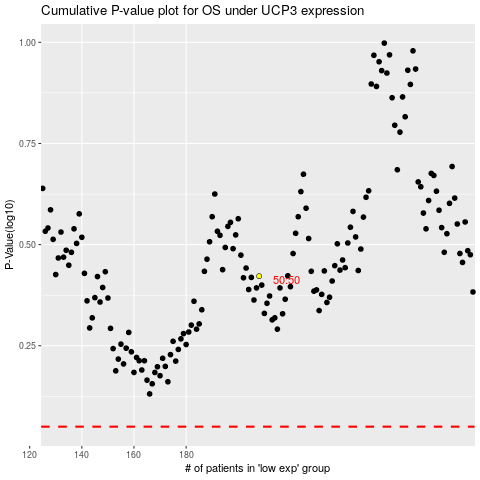 Cumulative P-value plot for OS under UCP3 expression
P-Value(log10)
1.00
0.75
0.50
0.25
50:50
120 140 160 180
# of patients in 'low exp' group